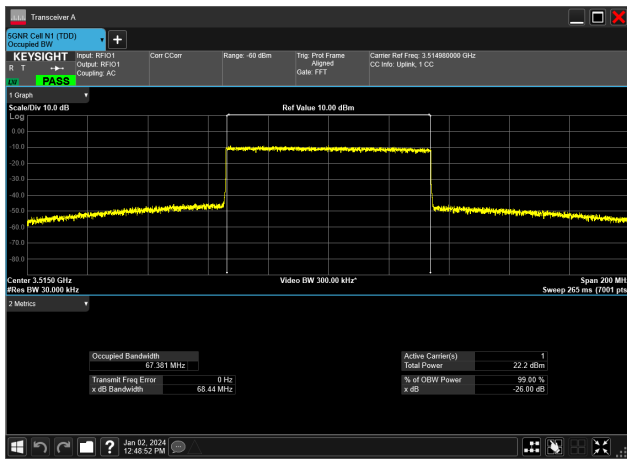 Transceiver A
5GNR Cell N1 (TDD)
Occupied BW
KEYSIGHT
R T
LNI
PASS
Input: RFIO1
Output: RFIO1
Coupling: AC
Corr CCorr
Range: -60 dBm
Trig: Prot Frame
Aligned
Gate: FFT
Carrier Ref Freq: 3.514980000 GHz
CC Info: Uplink, 1 CC
1 Graph
Scale/Div 10.0 dB
Ref Value 10.00 dBm
Log
0.00
-10.0
-20.0
-30.0
-40.0
-50.0
-60.0
-70.0
-80.0
Center 3.5150 GHz
Video BW 300.00 kHz*
Span 200 MH
#Res BW 30.000 kHz
Sweep 265 ms (7001 pts
2 Metrics
Occupied Bandwidth
67.381 MHz
Transmit Freq Error 0 Hz
x dB Bandwidth 68.44 MHz
Active Carrier(s) 1
Total Power 22.2 dBm
% of OBW Power 99.00 %
x dB -26.00 dB
Jan 02, 2024
12:48:52 PM